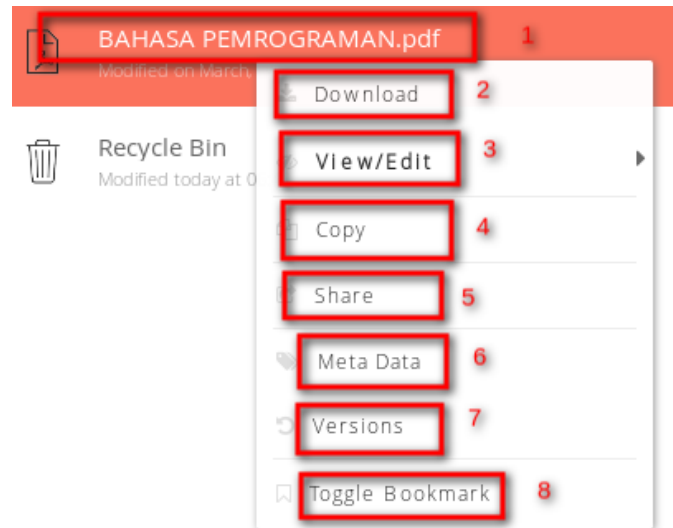 BAHASA PEMROGRAMAN.pdf 1
Modified on March,
Download 2
Recycle Bin
Modified today at 0
View/Edit 3
Copy 4
Share 5
Meta Data 6
Versions 7
Toggle Bookmark 8